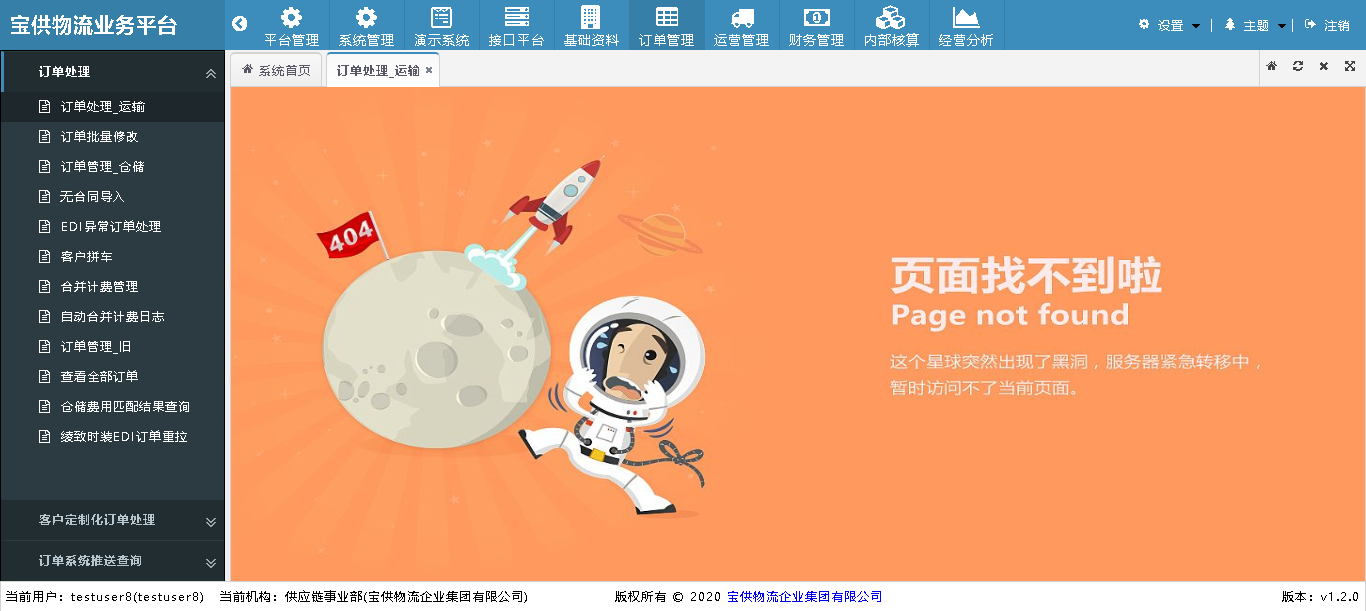 宝供物流业务平台
平台管理 系统管理 演示系统 接口平台 基础资料 订单管理 运营管理 财务管理 内部核算 经营分析
设置 | 主题 | 注销
订单处理
系统首页 订单处理_运输 ×
订单处理_运输
订单批量修改
订单管理_仓储
无合同导入
EDI异常订单处理
客户拼车
合并计费管理
自动合并计费日志
订单管理_旧
查看全部订单
仓储费用匹配结果查询
绫致时装EDI订单重拉
客户定制化订单处理
订单系统推送查询
404
页面找不到啦
Page not found
这个星球突然出现了黑洞，服务器紧急转移中，
暂时访问不了当前页面。
当前用户：testuser8(testuser8) 当前机构：供应链事业部(宝供物流企业集团有限公司) 版权所有 © 2020 宝供物流企业集团有限公司 版本：v1.2.0